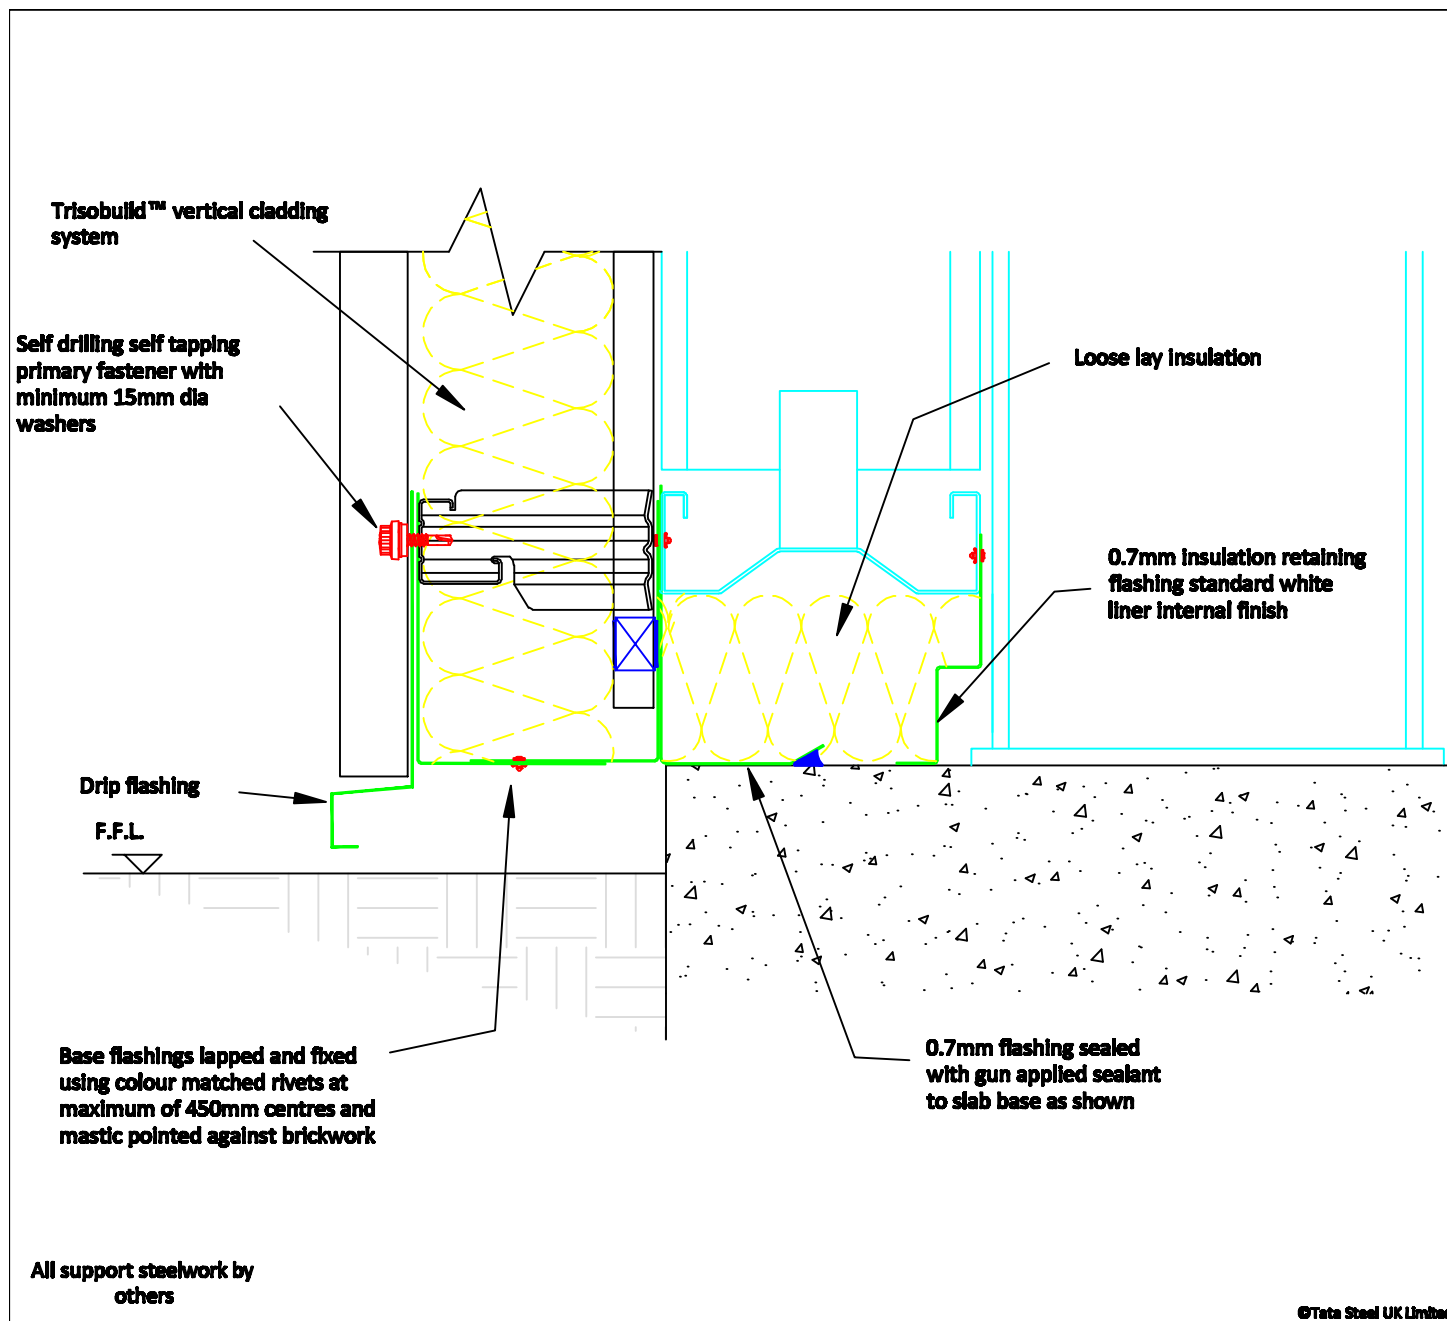 Trisobuild™ vertical cladding
system
Self drilling self tapping
primary fastener with
minimum 15mm dia
washers
Loose lay insulation
0.7mm insulation retaining
flashing standard white
liner internal finish
Drip flashing
F.F.L.
Base flashings lapped and fixed
using colour matched rivets at
maximum of 450mm centres and
mastic pointed against brickwork
0.7mm flashing sealed
with gun applied sealant
to slab base as shown
All support steelwork by
others
©Tata Steel UK Limited